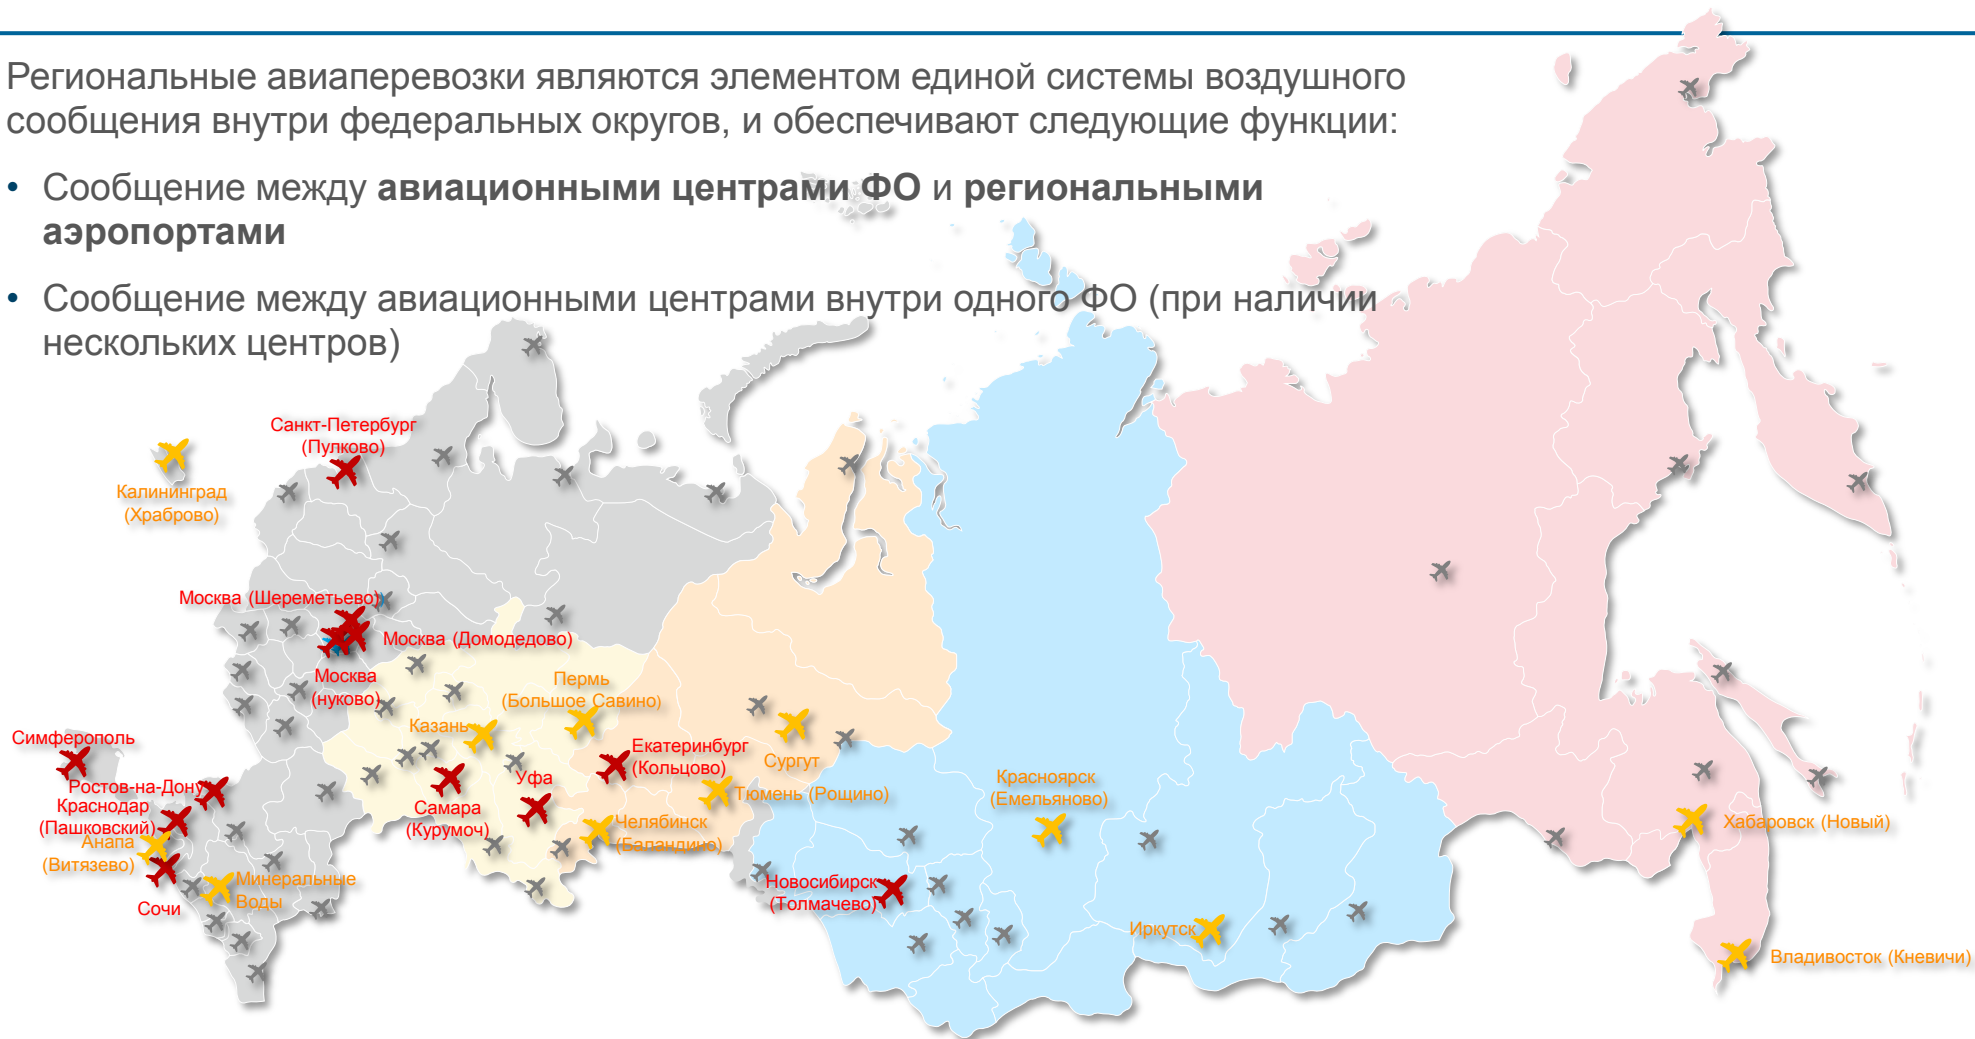 Региональные авиаперевозки являются элементом единой системы воздушного
сообщения внутри федеральных округов, и обеспечивают следующие функции:
• Сообщение между авиационными центрами ФО и региональными
аэропортами
• Сообщение между авиационными центрами внутри одного ФО (при наличии
нескольких центров)
Санкт-Петербург
(Пулково)
Калининград
(Храброво)
Москва (Шереметьево)
Москва (Домодедово)
Москва
(нуково)
Пермь
(Большое Савино)
Казань
Симферополь
Екатеринбург
(Кольцово)
Сургут
Уфа
Ростов-на-Дону
Краснодар
(Пашковский)
Самара
(Курумоч)
Тюмень (Рощино)
Красноярск
(Емельяново)
Челябинск
(Баландино)
Хабаровск (Новый)
Анапа
(Витязево)
Минеральные
Воды
Сочи
Новосибирск
(Толмачево)
Иркутск
Владивосток (Кневичи)